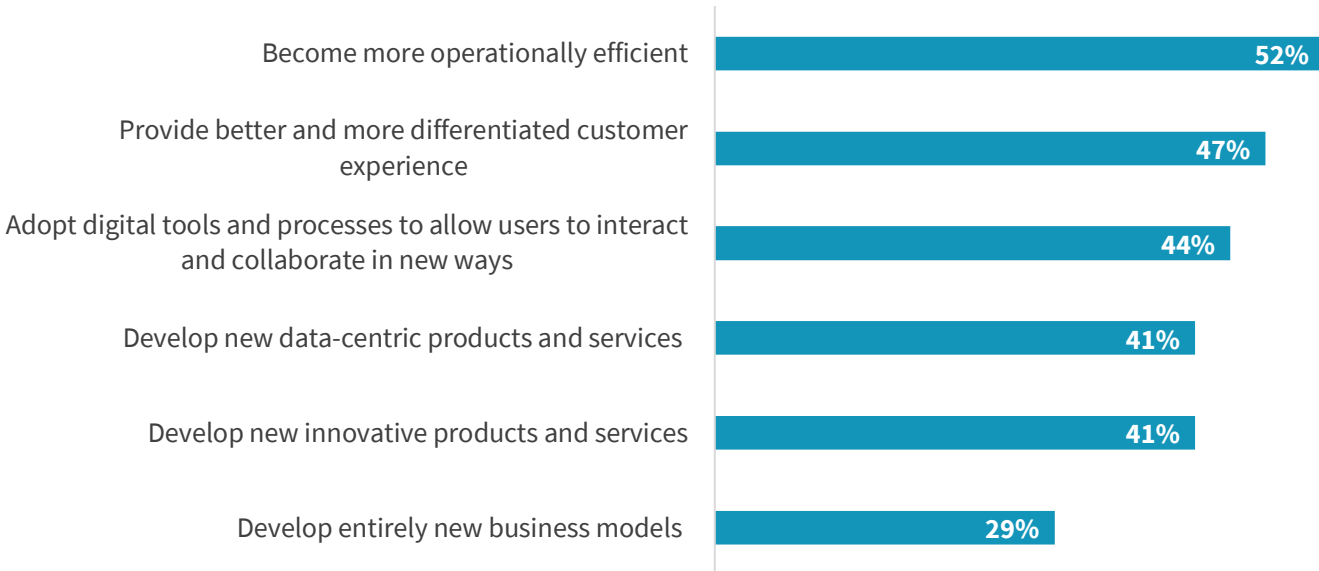 Become more operationally efficient
52%
Provide better and more differentiated customer
experience
47%
Adopt digital tools and processes to allow users to interact
and collaborate in new ways
44%
Develop new data-centric products and services
41%
Develop new innovative products and services
41%
Develop entirely new business models
29%